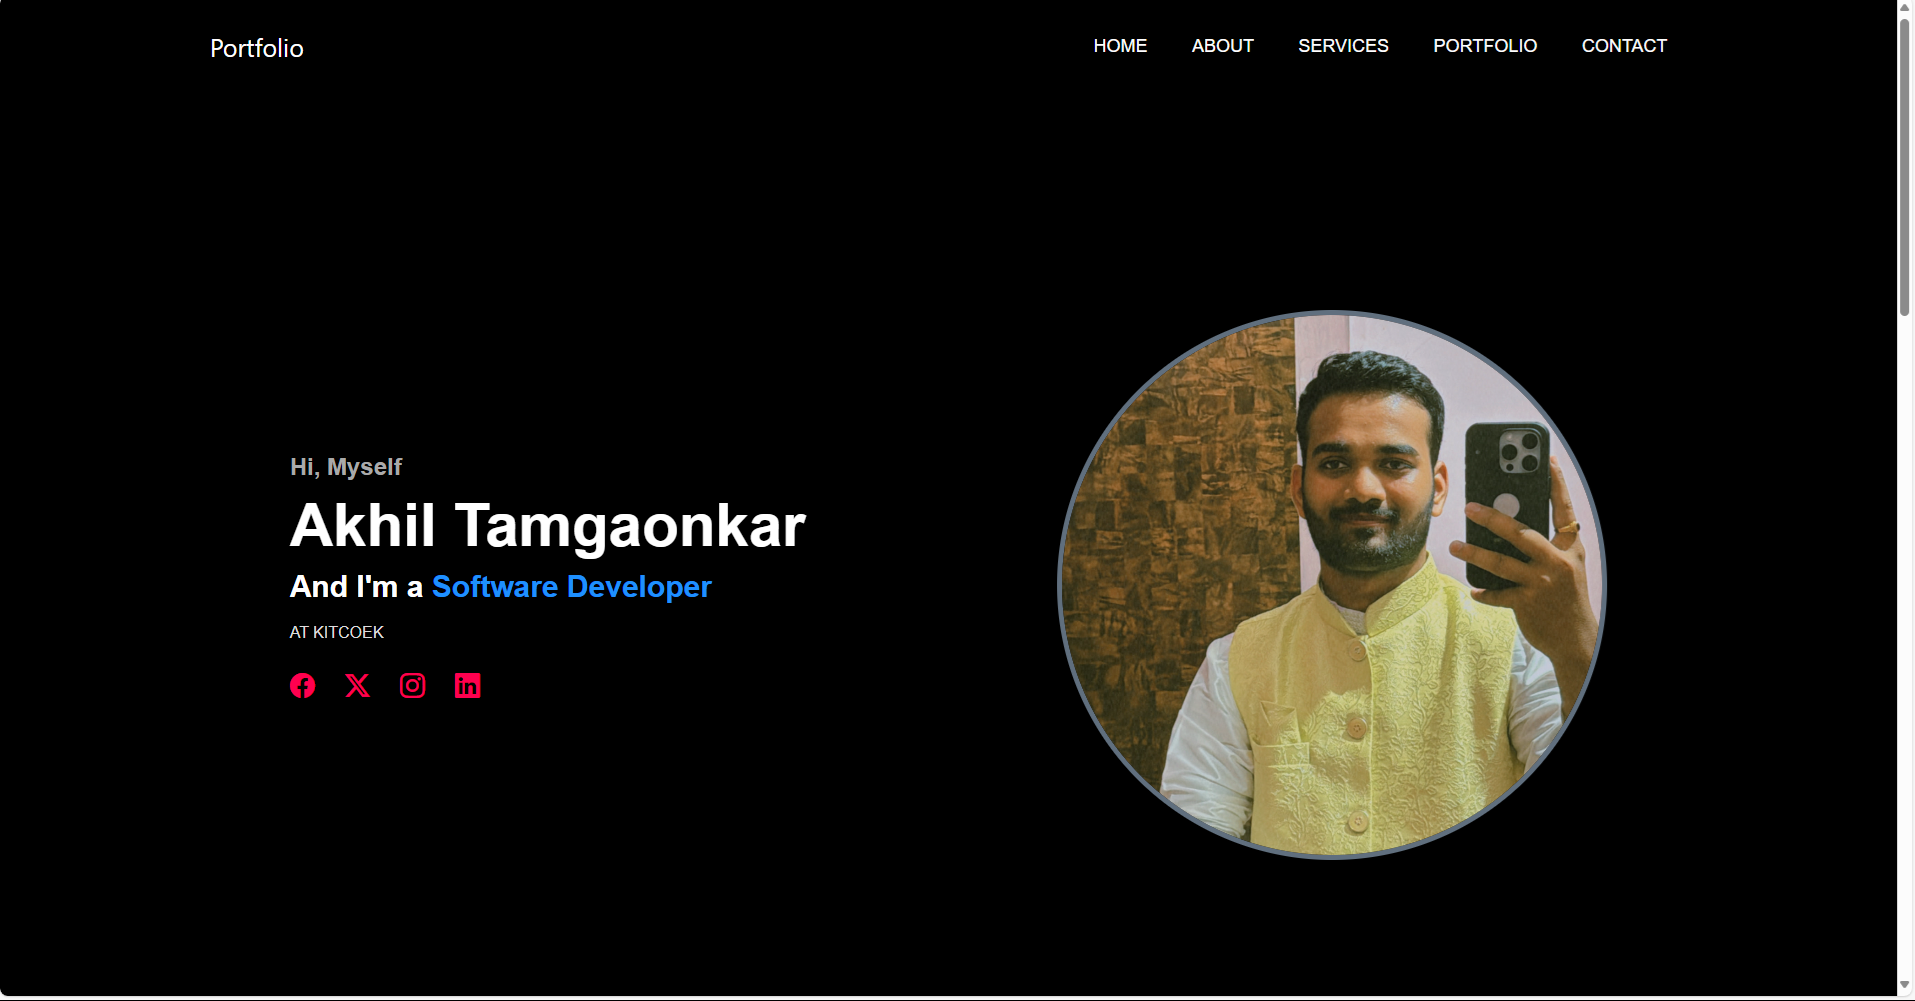 Portfolio
HOME ABOUT SERVICES PORTFOLIO CONTACT
Hi, Myself
Akhil Tamgaonkar
And I'm a Software Developer
AT KITCOEK